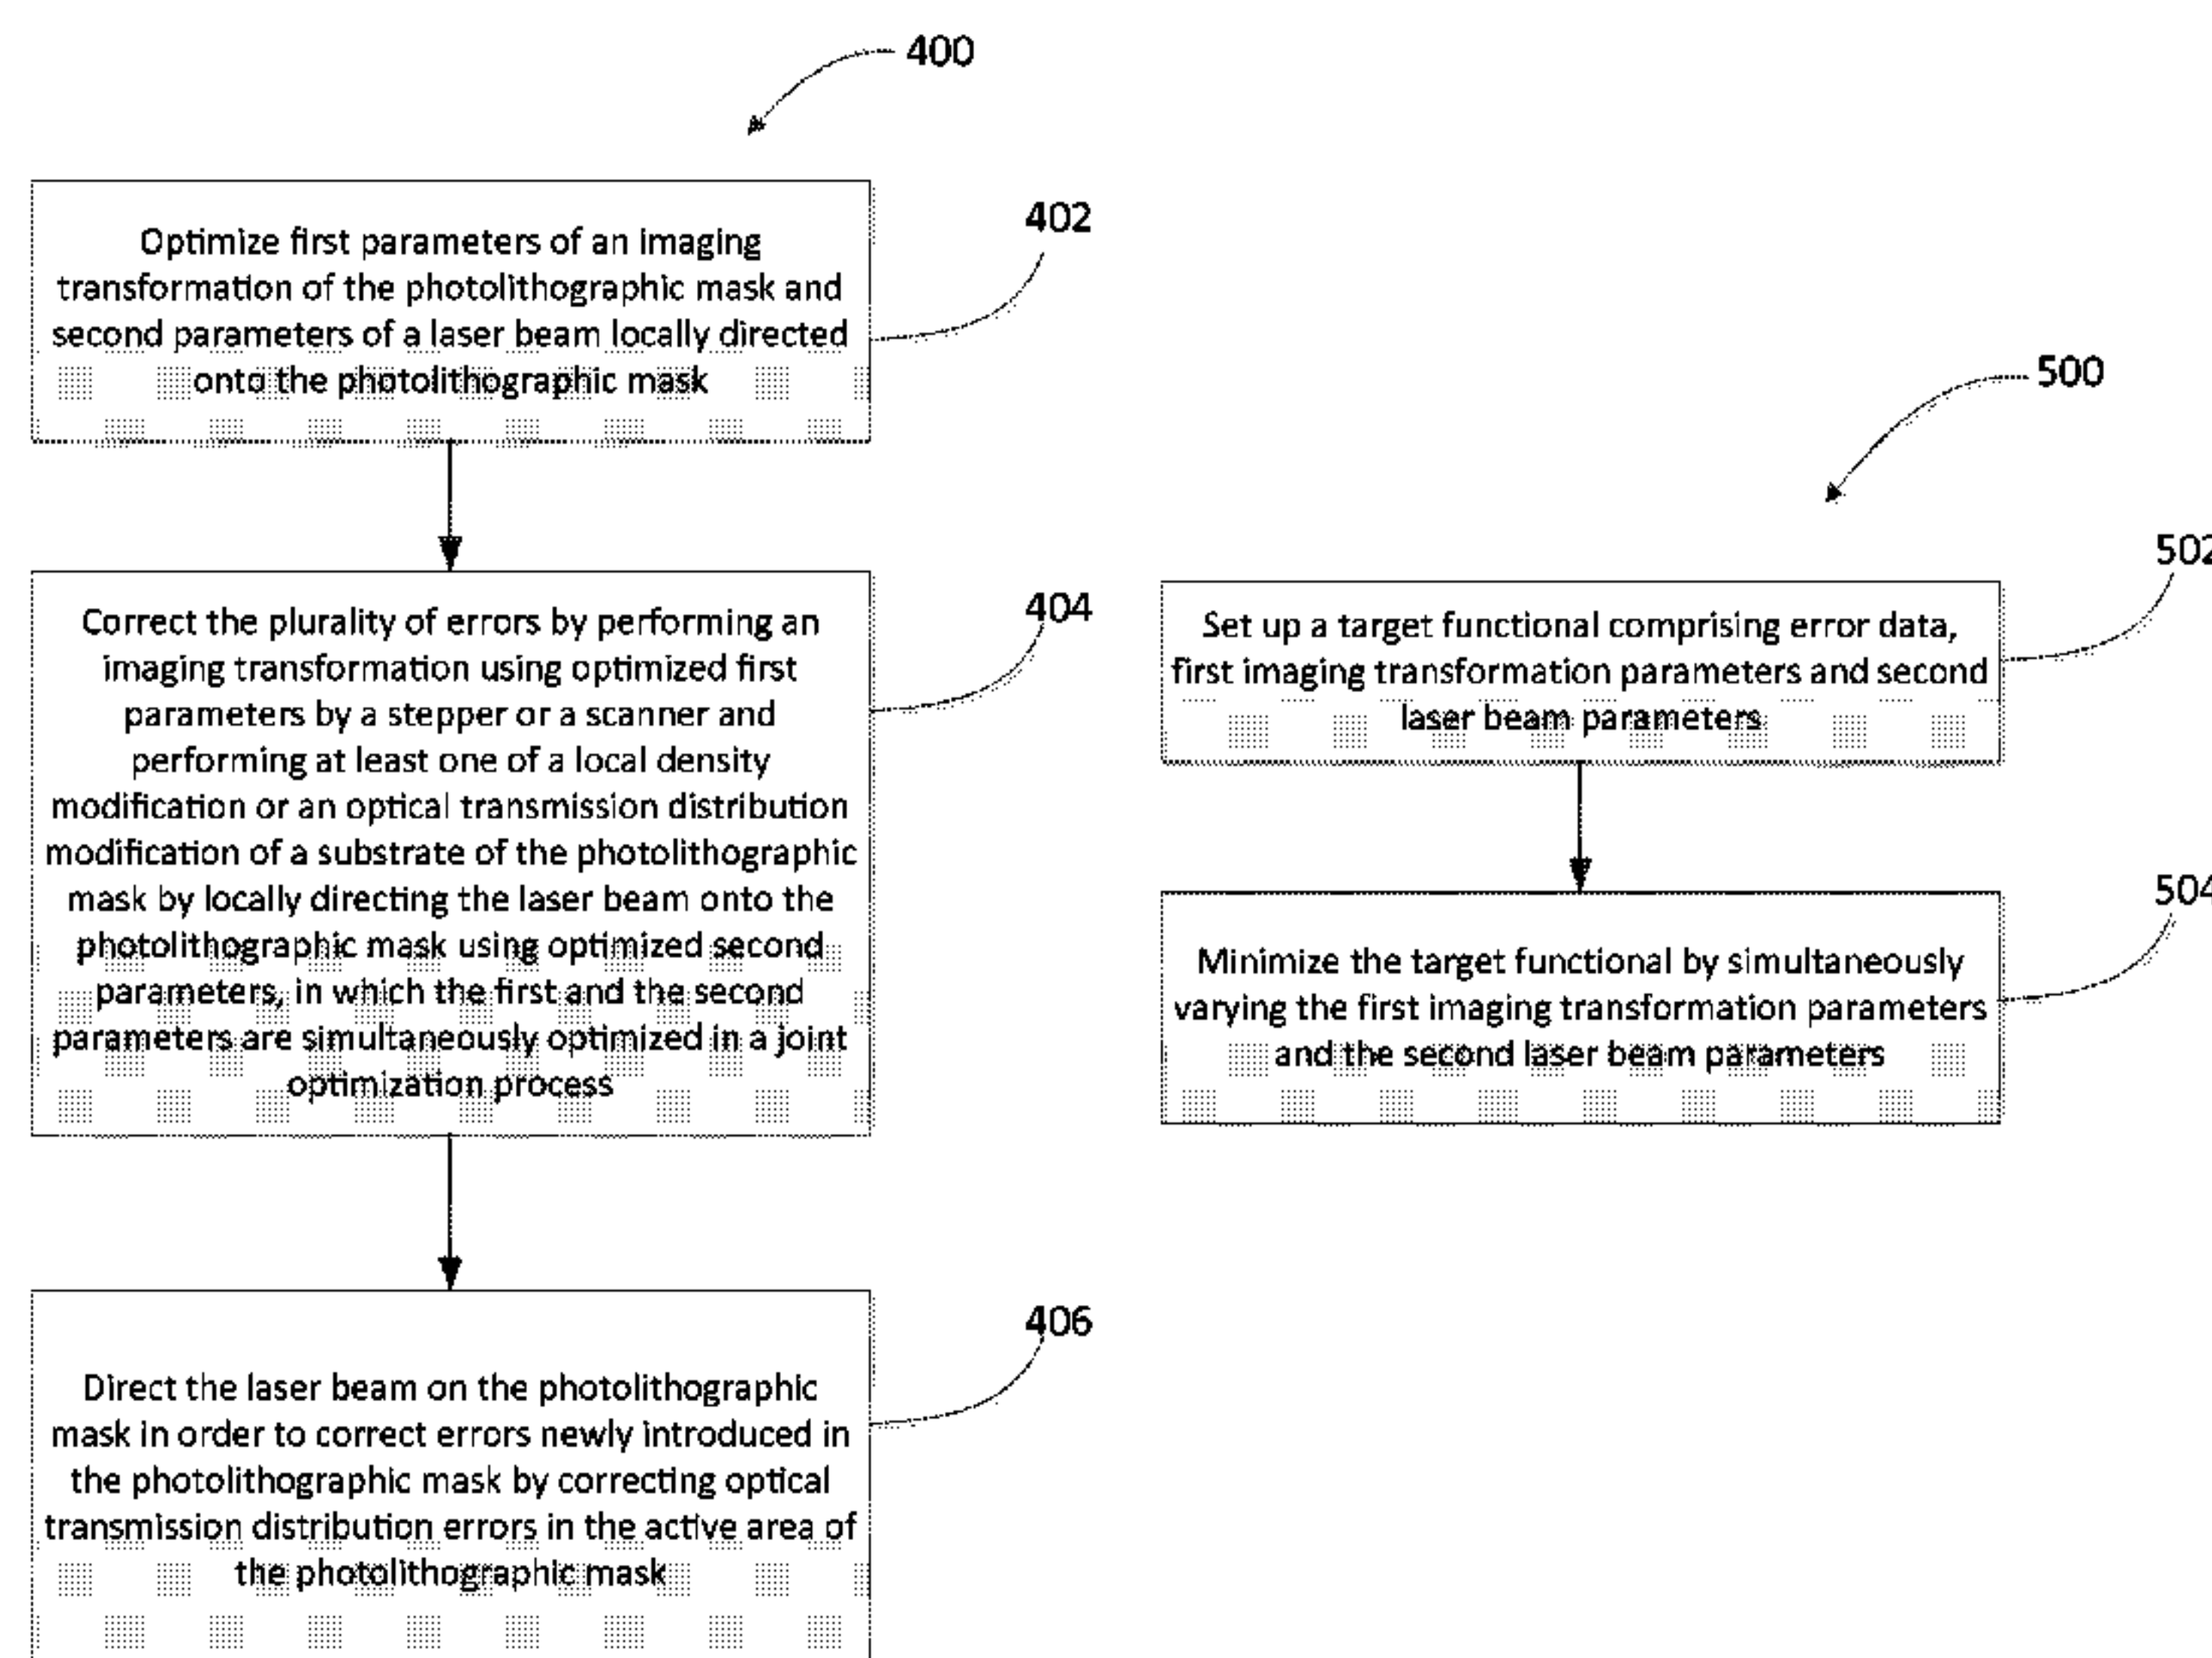 400
402
Optimize first parameters of an imaging
transformation of the photolithographic mask and
second parameters of a laser beam locally directed
onto the photolithographic mask
404
Correct the plurality of errors by performing an
imaging transformation using optimized first
parameters by a stepper or a scanner and
performing at least one of a local density
modification or an optical transmission distribution
modification of a substrate of the photolithographic
mask by locally directing the laser beam onto the
photolithographic mask using optimized second
parameters, in which the first and the second
parameters are simultaneously optimized in a joint
optimization process
406
Direct the laser beam on the photolithographic
mask in order to correct errors newly introduced in
the photolithographic mask by correcting optical
transmission distribution errors in the active area of
the photolithographic mask
500
502
Set up a target functional comprising error data,
first imaging transformation parameters and second
laser beam parameters
504
Minimize the target functional by simultaneously
varying the first imaging transformation parameters
and the second laser beam parameters